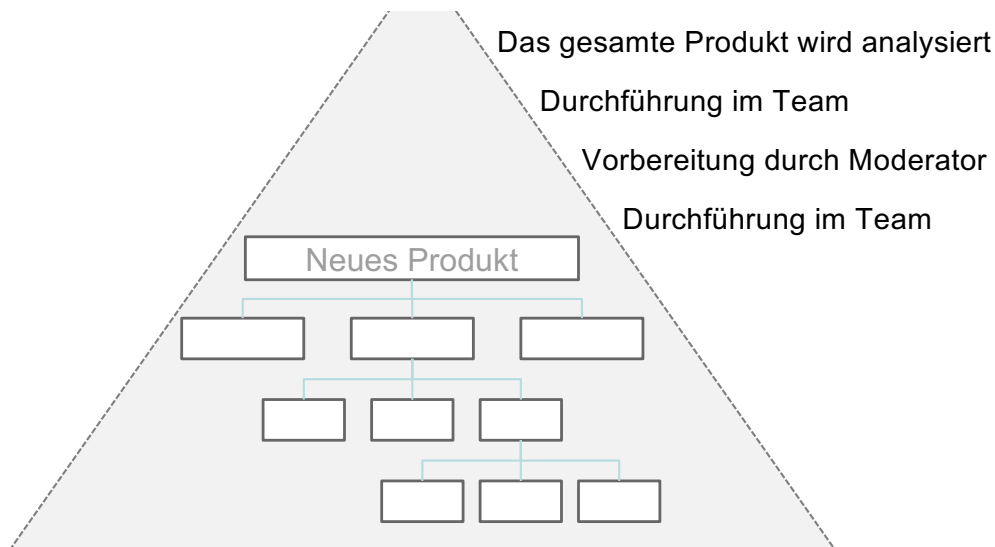 Das gesamte Produkt wird analysiert
Durchführung im Team
Vorbereitung durch Moderator
Durchführung im Team
Neues Produkt